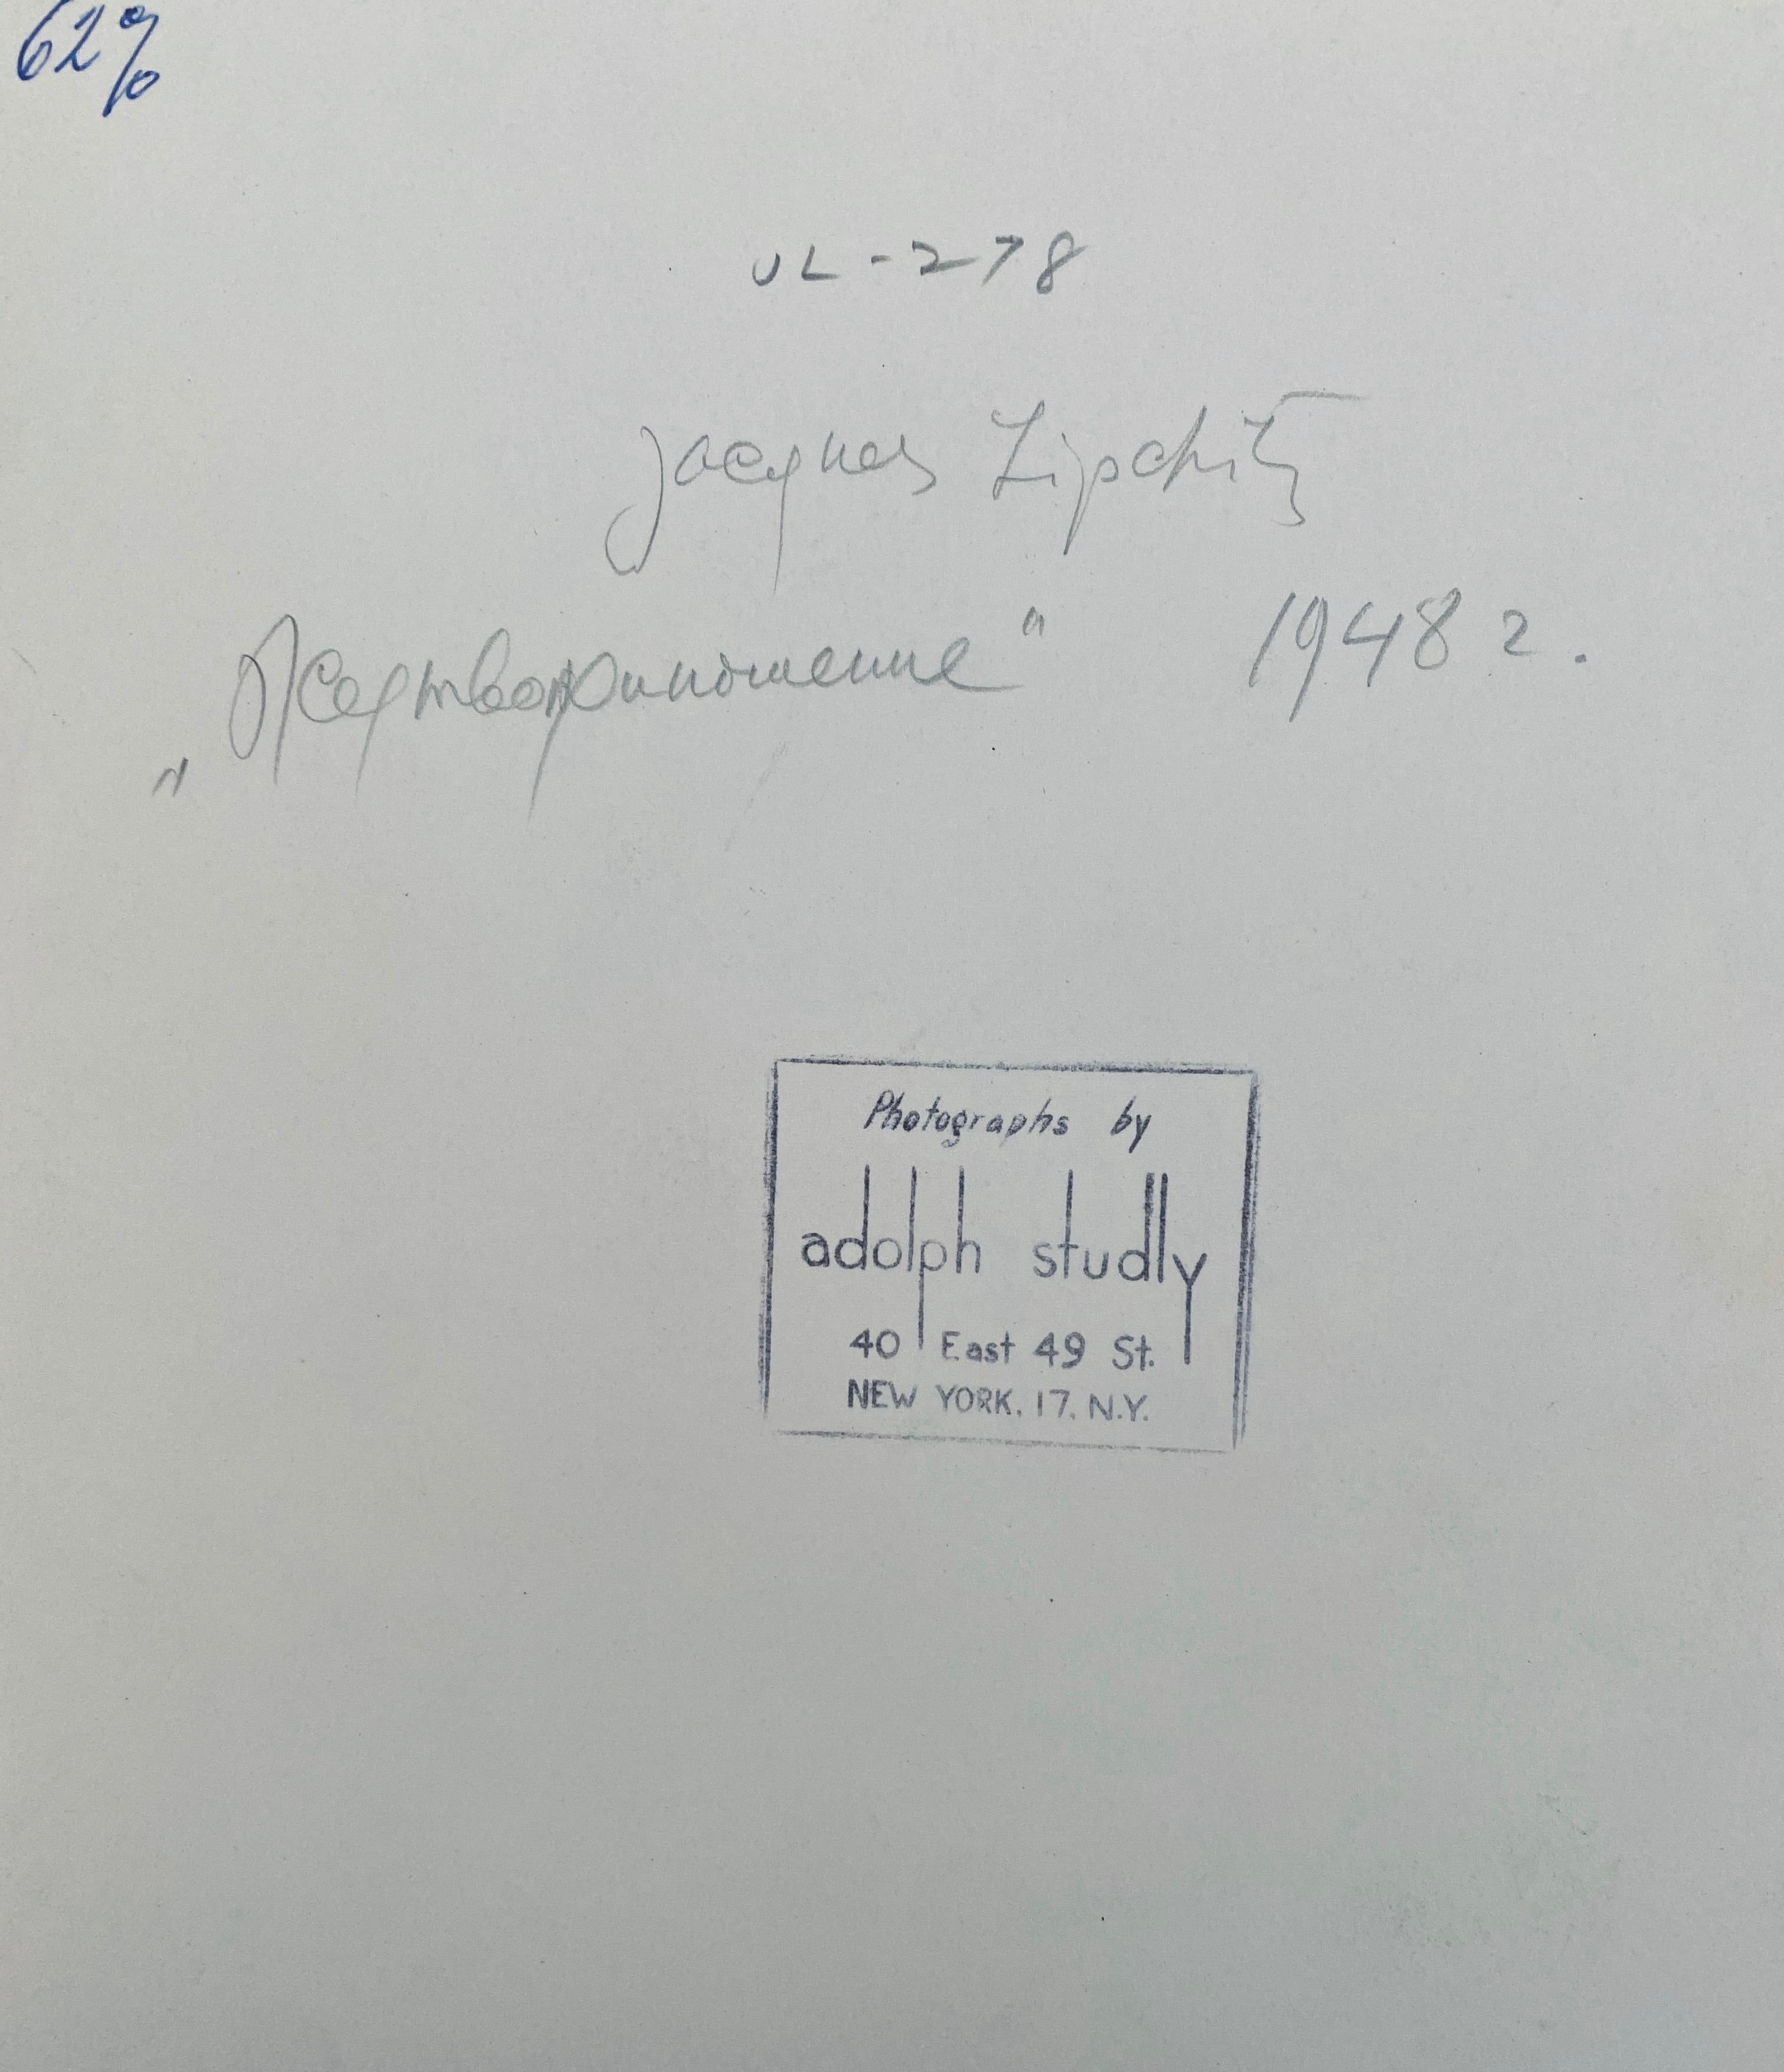 62%
UL-278
Jacques Lipchitz
„Жертвоприношение“ 1948 г.
Photographs by
adolph studly
40 East 49 St.
NEW YORK. 17. N.Y.